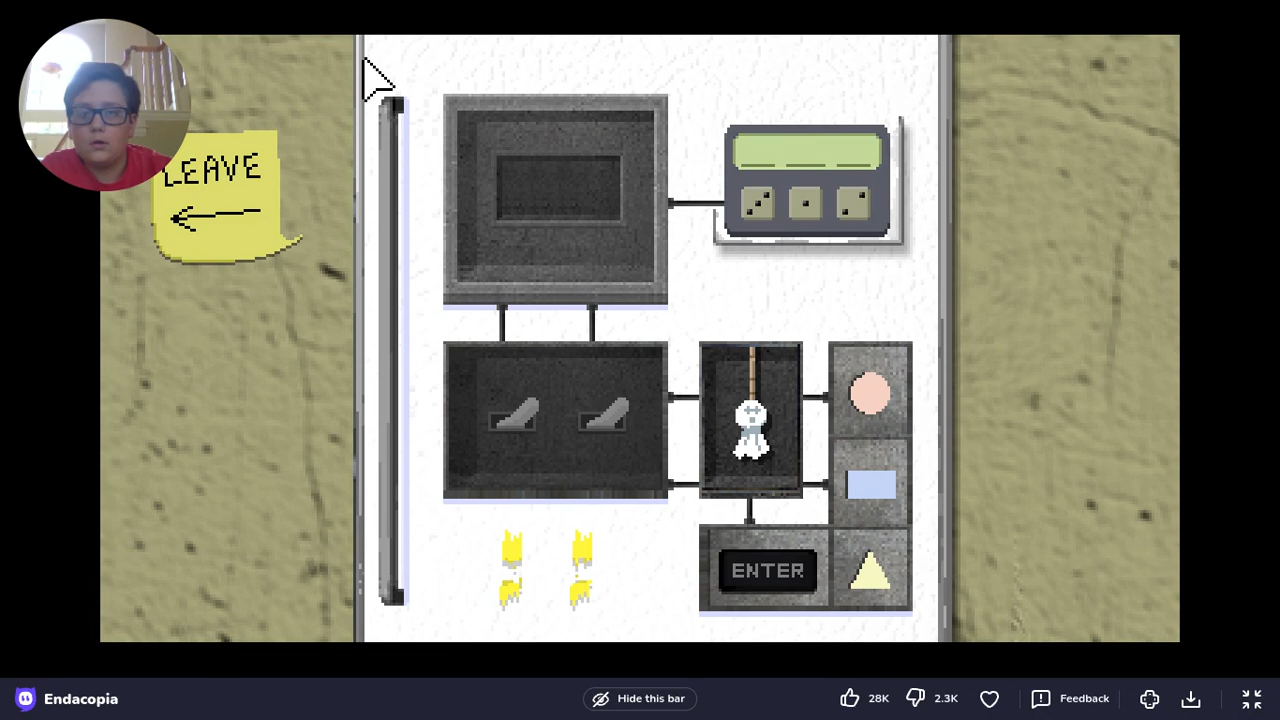 LEAVE
ENTER
Endacopia
Hide this bar
28K
2.3K
Feedback